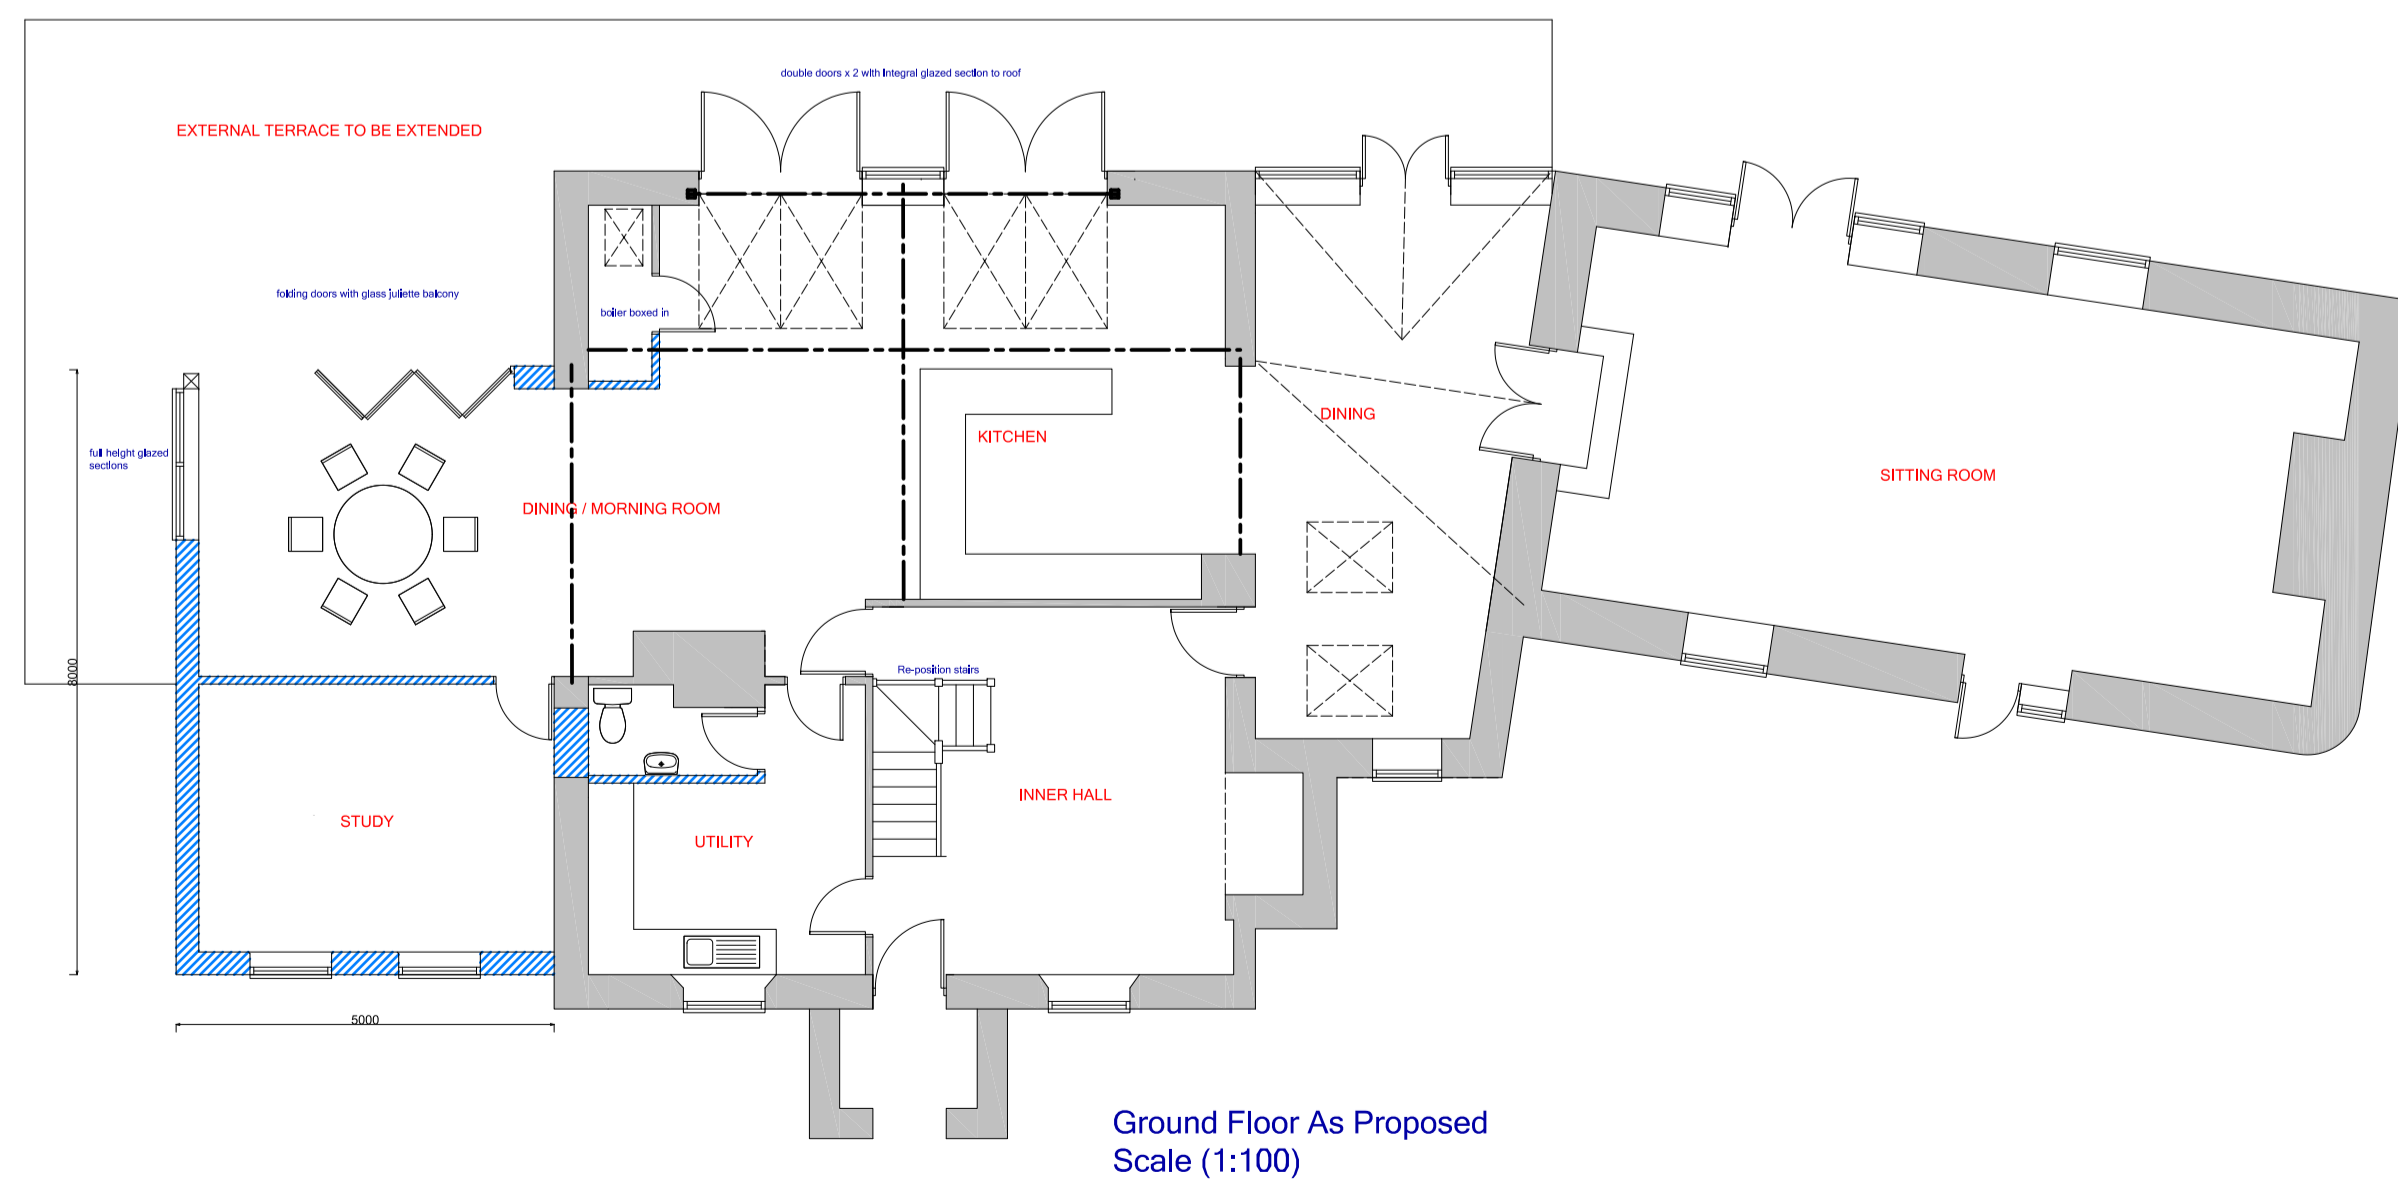 double doors x 2 with integral glazed section to roof
EXTERNAL TERRACE TO BE EXTENDED
folding doors with glass juliette balcony
boiler boxed in
full height glazed
sections
DINING
KITCHEN
SITTING ROOM
DINING / MORNING ROOM
Re-position stairs
8000
INNER HALL
STUDY
UTILITY
5000
Ground Floor As Proposed
Scale (1:100)